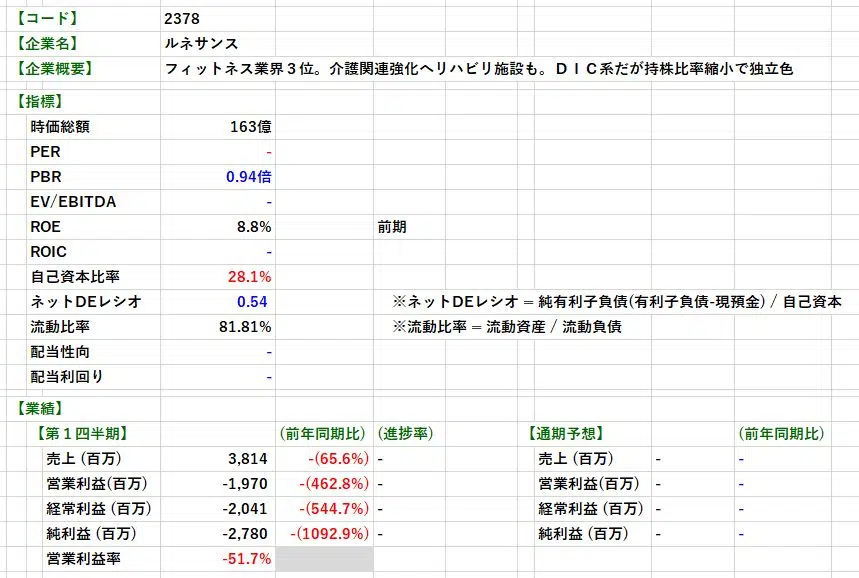 【コード】 2378
【企業名】 ルネサンス
【企業概要】 フィットネス業界３位。介護関連強化へリハビリ施設も。ＤＩＣ系だが持株比率縮小で独立色
【指標】
時価総額 163億
PER -
PBR 0.94倍
EV/EBITDA -
ROE 8.8% 前期
ROIC -
自己資本比率 28.1%
ネットDEレシオ 0.54 ※ネットDEレシオ = 純有利子負債(有利子負債-現預金) / 自己資本
流動比率 81.81% ※流動比率 = 流動資産 / 流動負債
配当性向 -
配当利回り -
【業績】
【第１四半期】 (前年同期比) (進捗率) 【通期予想】 (前年同期比)
売上 (百万) 3,814 -(65.6%) - 売上 (百万) - -
営業利益(百万) -1,970 -(462.8%) - 営業利益(百万) - -
経常利益 (百万) -2,041 -(544.7%) - 経常利益 (百万) - -
純利益 (百万) -2,780 -(1092.9%) - 純利益 (百万) - -
営業利益率 -51.7%